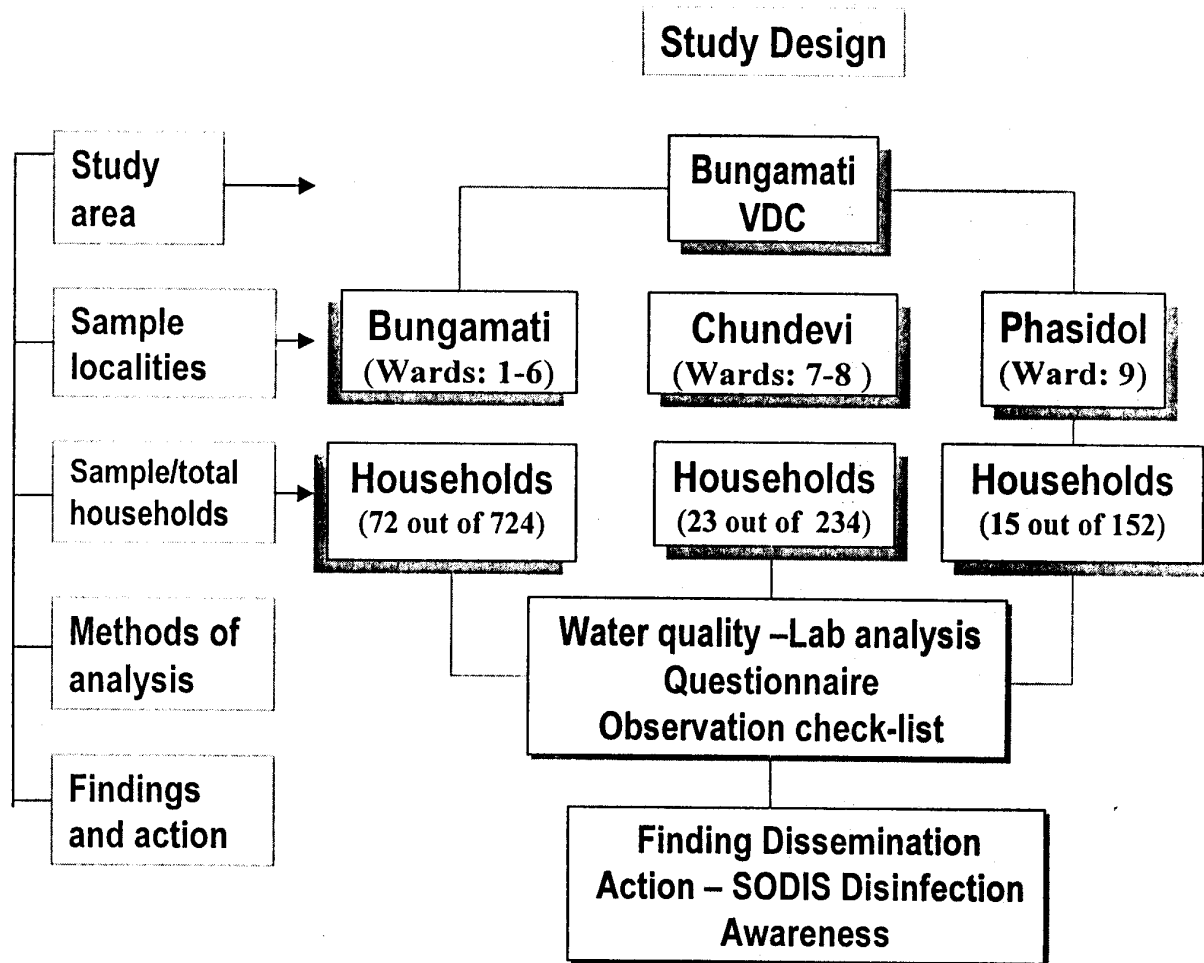 Study Design
Study
area
Bungamati
VDC
Sample
localities
Bungamati
(Wards: 1-6)
Chundevi
(Wards: 7-8 )
Phasidol
(Ward: 9)
Sample/total
households
Households
(72 out of 724)
Households
(23 out of 234)
Households
(15 out of 152)
Methods of
analysis
Water quality –Lab analysis
Questionnaire
Observation check-list
Findings
and action
Finding Dissemination
Action – SODIS Disinfection
Awareness